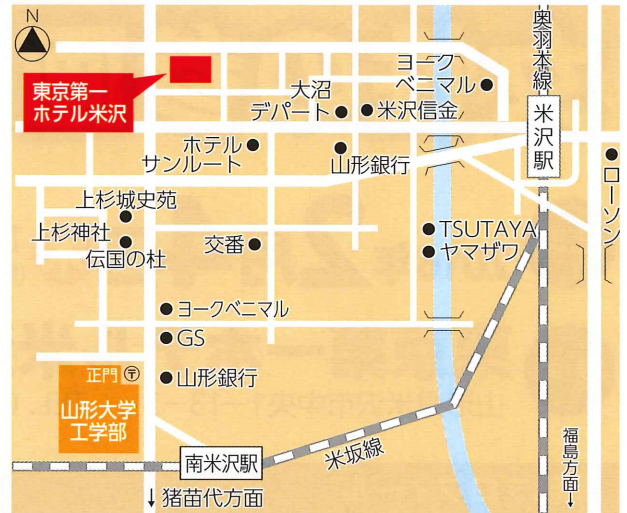 N
奥羽本線
東京第一
ホテル米沢
ヨーク
ベニマル
大沼
デパート
米沢信金
米沢駅
ホテル
サンルート
山形銀行
ローソン
上杉城史苑
上杉神社
伝国の杜
交番
TSUTAYA
ヤマザワ
ヨークベニマル
GS
正門 〒
山形銀行
山形大学
工学部
南米沢駅
米坂線
福島方面→
↓猪苗代方面